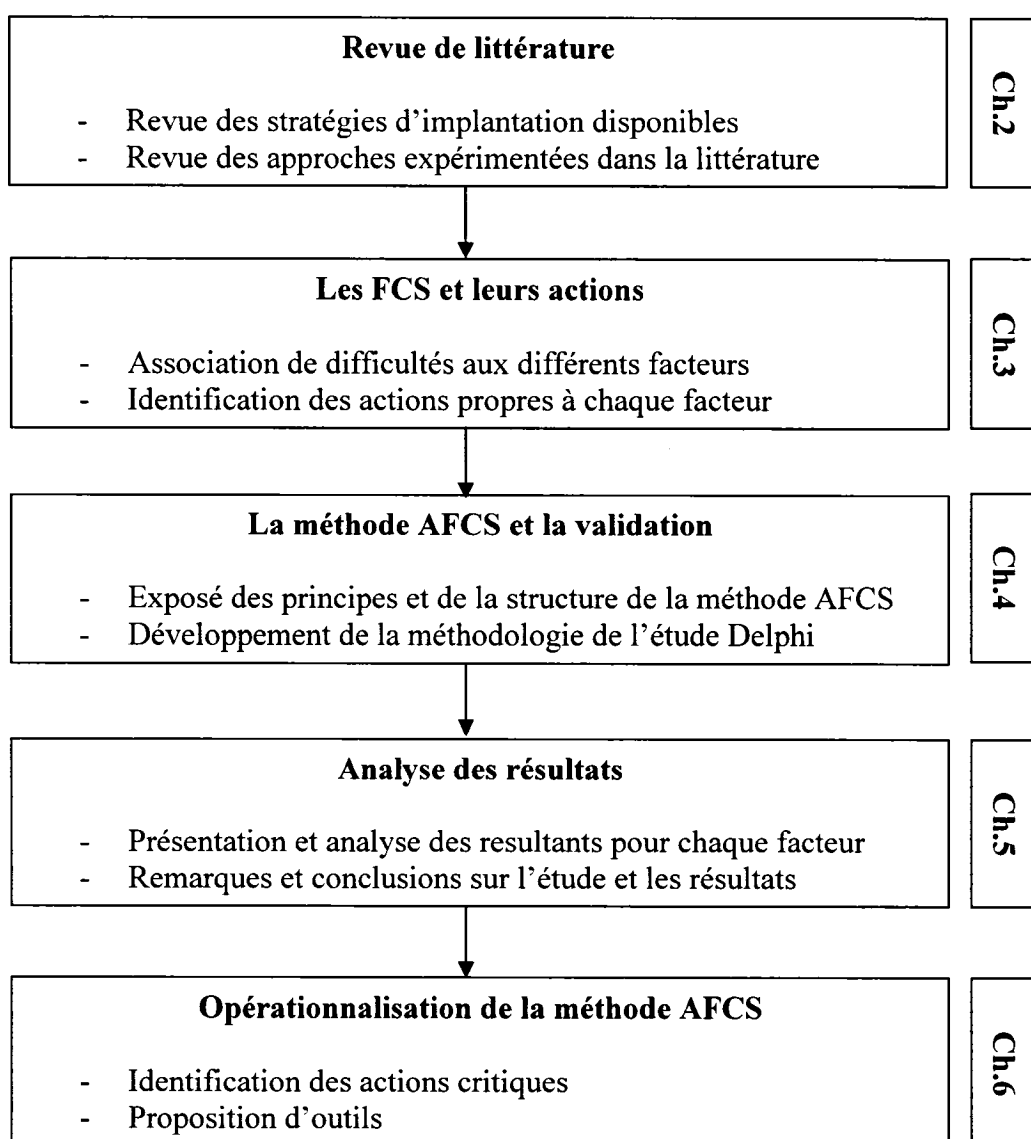 Revue de littérature
Ch.2
- Revue des stratégies d'implantation disponibles
- Revue des approches expérimentées dans la littérature
Les FCS et leurs actions
Ch.3
- Association de difficultés aux différents facteurs
- Identification des actions propres à chaque facteur
La méthode AFCS et la validation
Ch.4
- Exposé des principes et de la structure de la méthode AFCS
- Développement de la méthodologie de l'étude Delphi
Analyse des résultats
Ch.5
- Présentation et analyse des resultants pour chaque facteur
- Remarques et conclusions sur l'étude et les résultats
Opérationnalisation de la méthode AFCS
Ch.6
- Identification des actions critiques
- Proposition d'outils